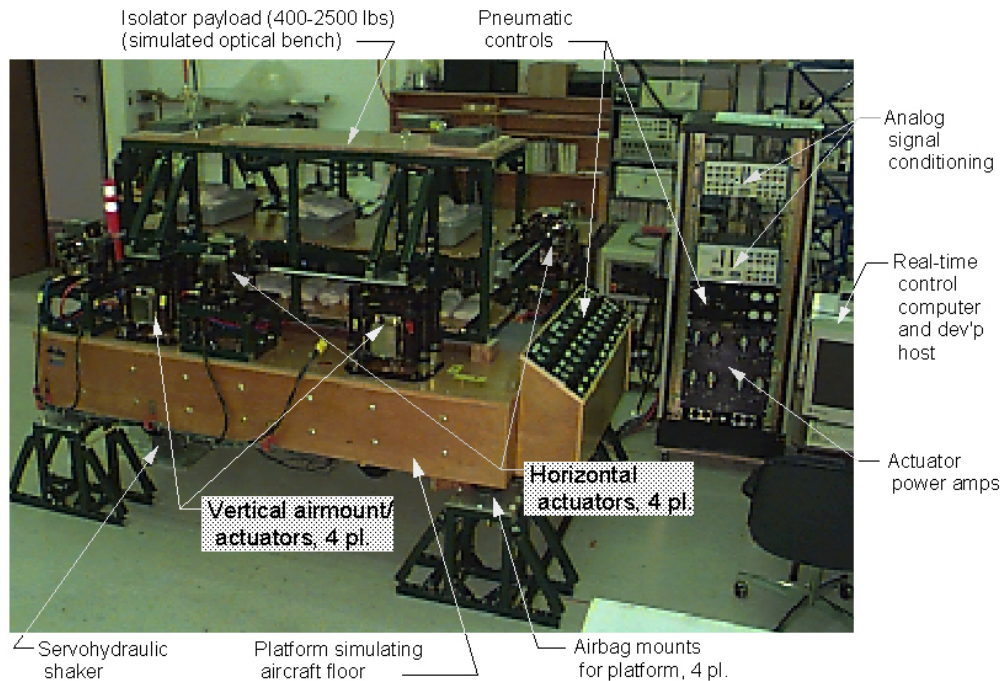 Isolator payload (400-2500 lbs)
(simulated optical bench)
Pneumatic
controls
Analog
signal
conditioning
Real-time
control
computer
and dev'p
host
Actuator
power amps
Horizontal
actuators, 4 pl.
Vertical airmount/
actuators, 4 pl.
Servohydraulic
shaker
Platform simulating
aircraft floor
Airbag mounts
for platform, 4 pl.